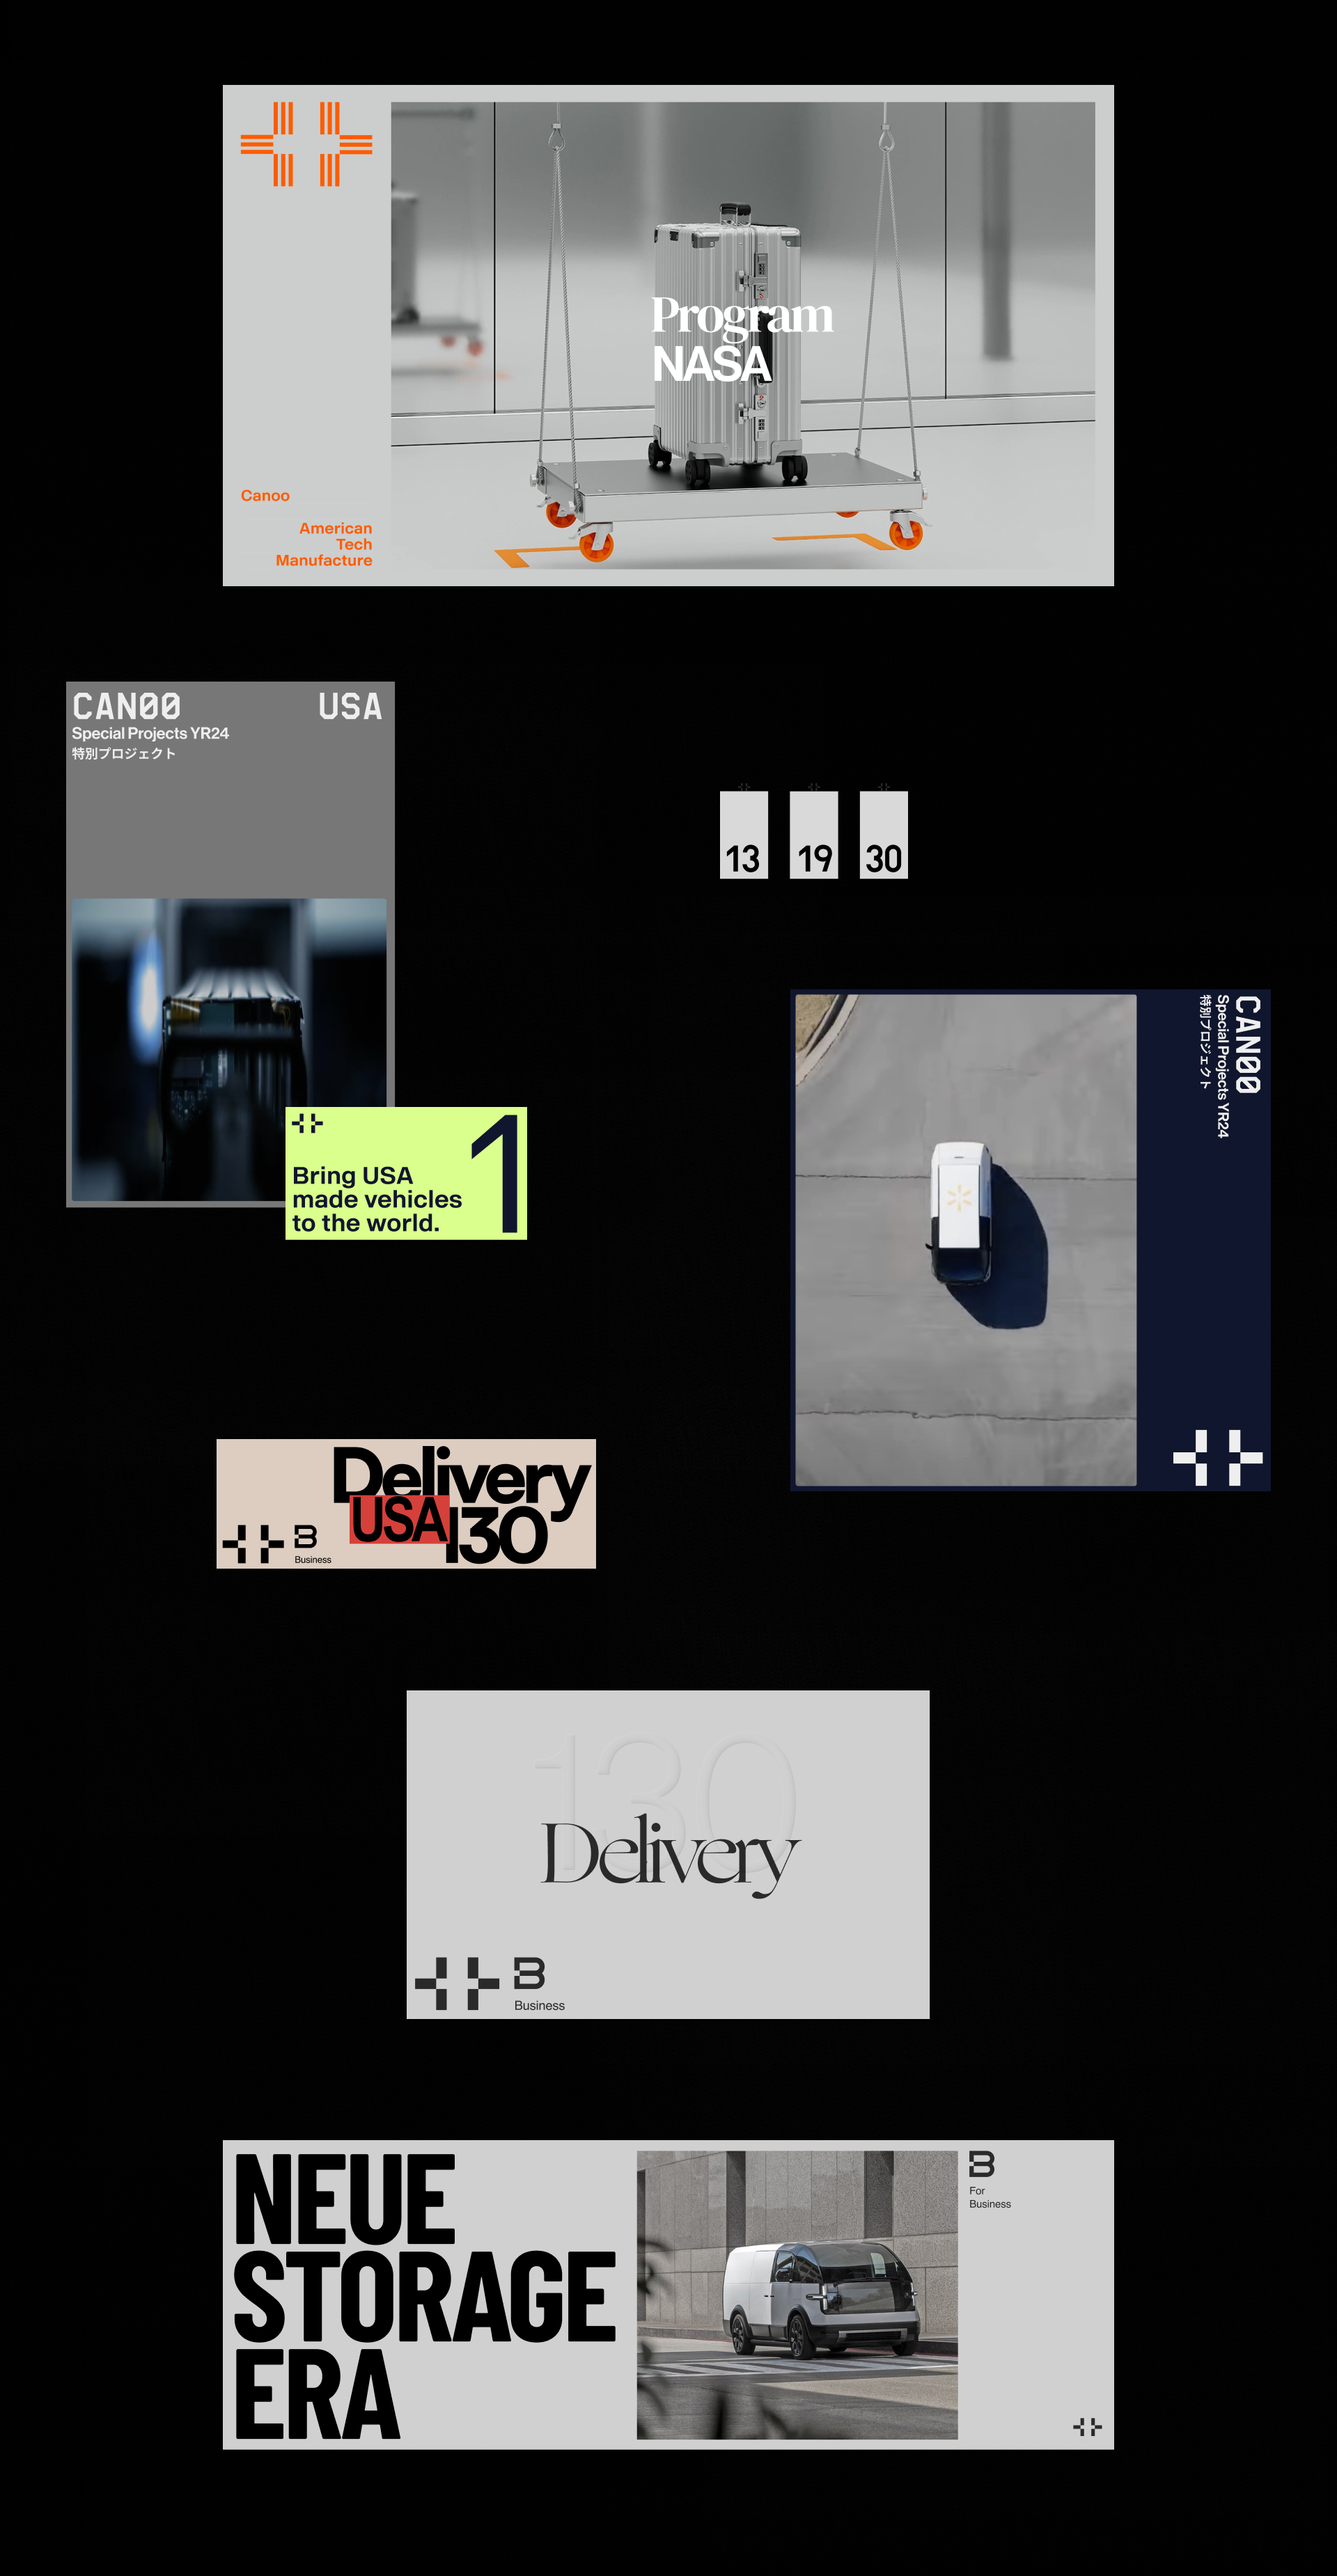 Program
NASA
Canoo
American
Tech
Manufacture
CANOO
USA
Special Projects YR24
特別プロジェクト
13
19
30
CANOO
Special Projects YR24
特別プロジェクト
Bring USA
made vehicles
to the world.
1
Delivery
USA
130
B
Business
130
Delivery
B
Business
NEUE
STORAGE
ERA
B
For
Business